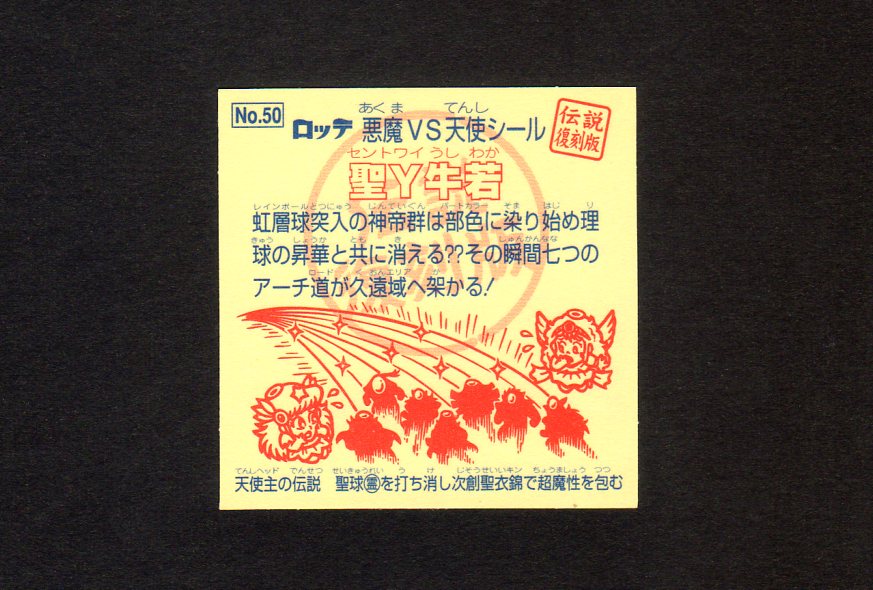 No.50
あくま てんし
ロッテ 悪魔VS天使シール
伝説
復刻版
セントワイ うし わか
聖Y牛若
レインボールとつにゅう じんていぐん パートカラー そま はじ り
虹層球突入の神帝群は部色に染り始め理
きゅう しょうか とも き しゅんかんなな
球の昇華と共に消える??その瞬間七つの
ロード くおんエリア が
アーチ道が久遠域へ架かる!
てんしヘッド でんせつ せいきゅうれい う け じそうせいいキン ちょうましょう つつ
天使主の伝説 聖球㊥を打ち消し次創聖衣錦で超魔性を包む